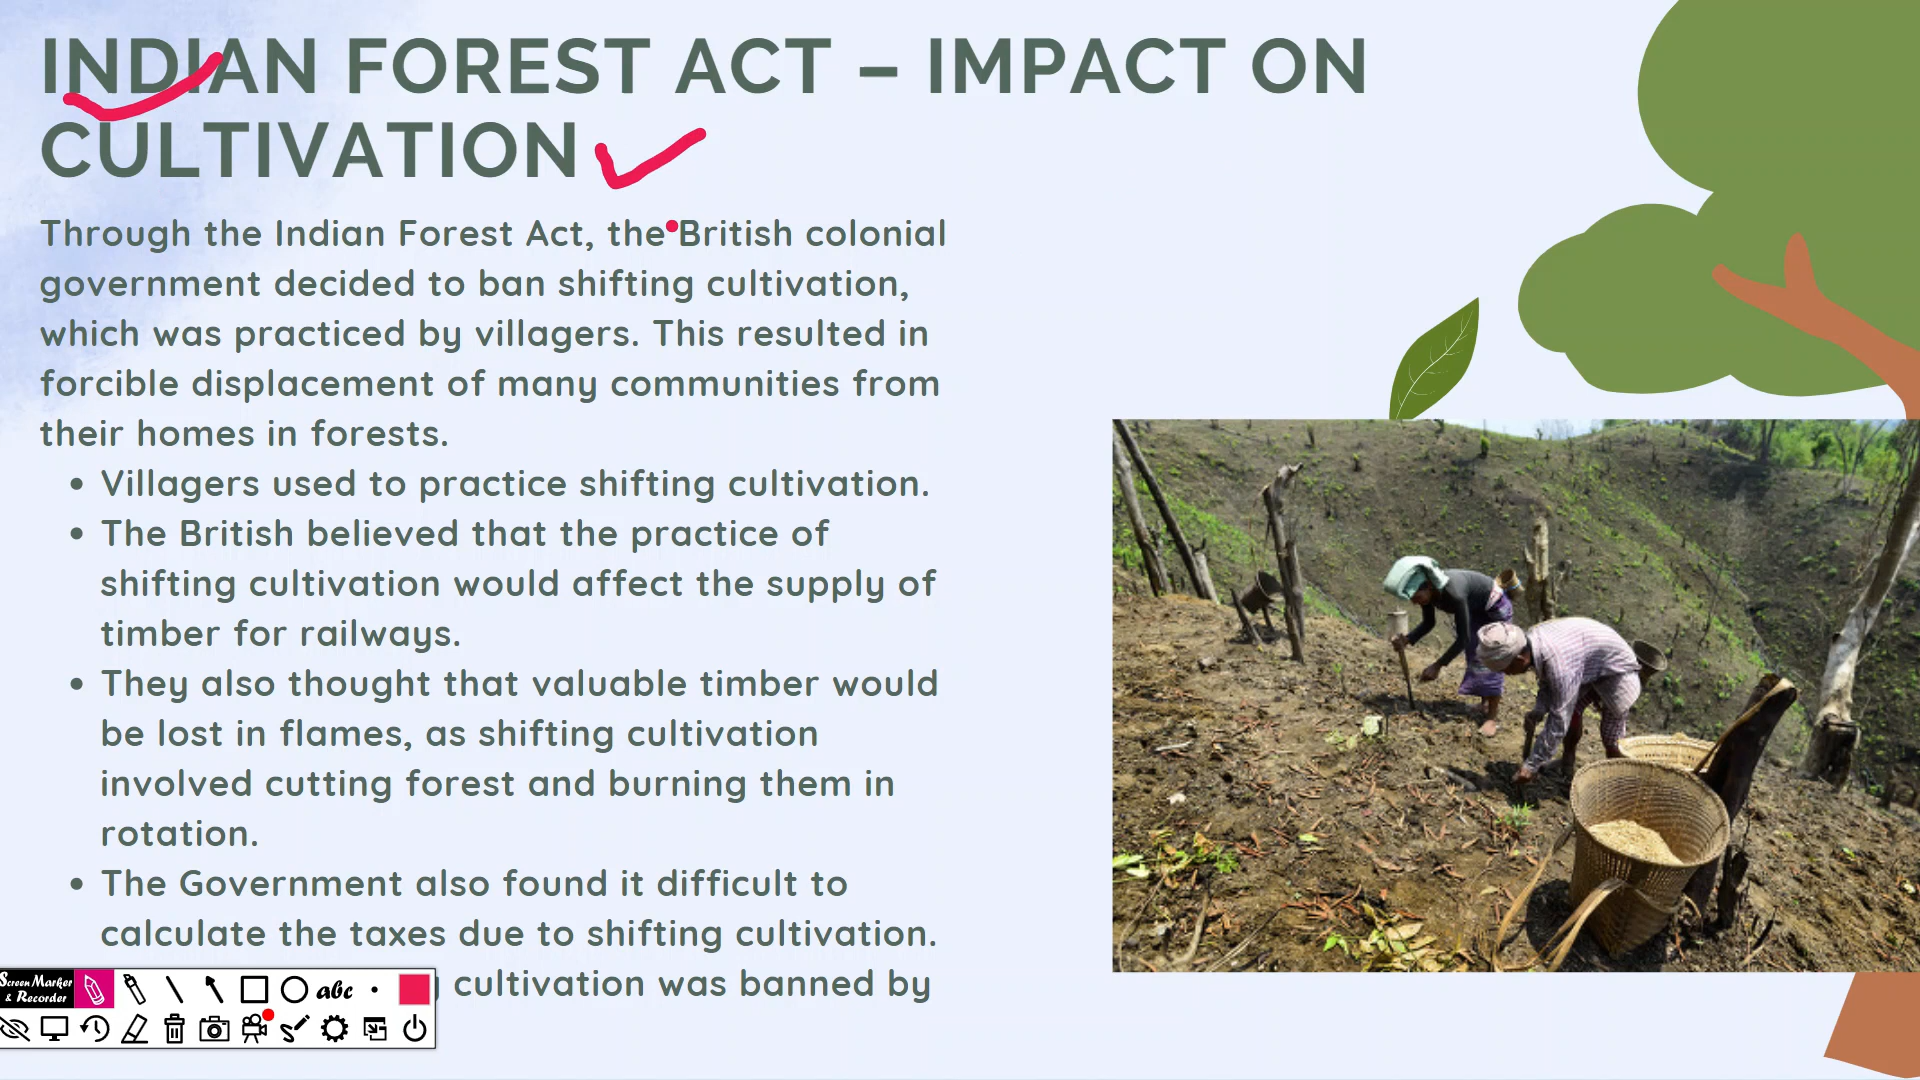 INDIAN FOREST ACT – IMPACT ON
CULTIVATION
Through the Indian Forest Act, the British colonial
government decided to ban shifting cultivation,
which was practiced by villagers. This resulted in
forcible displacement of many communities from
their homes in forests.
• Villagers used to practice shifting cultivation.
• The British believed that the practice of
shifting cultivation would affect the supply of
timber for railways.
• They also thought that valuable timber would
be lost in flames, as shifting cultivation
involved cutting forest and burning them in
rotation.
• The Government also found it difficult to
calculate the taxes due to shifting cultivation.
cultivation was banned by
Screen Marker
& Recorder
abc